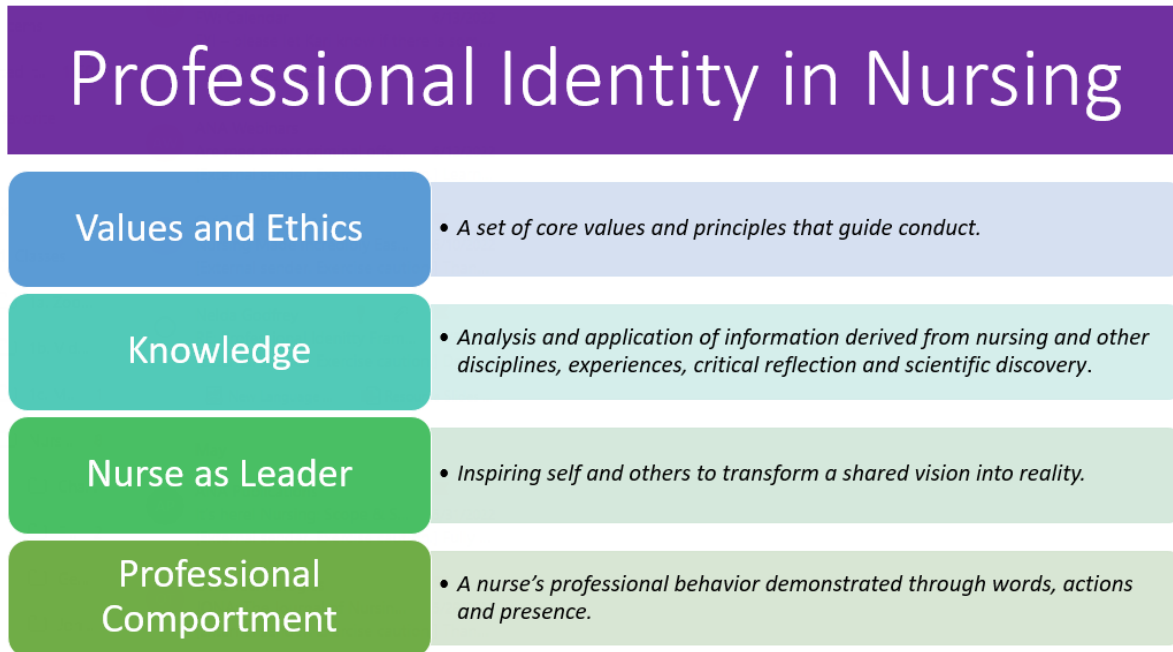 Professional Identity in Nursing
Values and Ethics
• A set of core values and principles that guide conduct.
Knowledge
• Analysis and application of information derived from nursing and other
disciplines, experiences, critical reflection and scientific discovery.
Nurse as Leader
• Inspiring self and others to transform a shared vision into reality.
Professional
Comportment
• A nurse’s professional behavior demonstrated through words, actions
and presence.